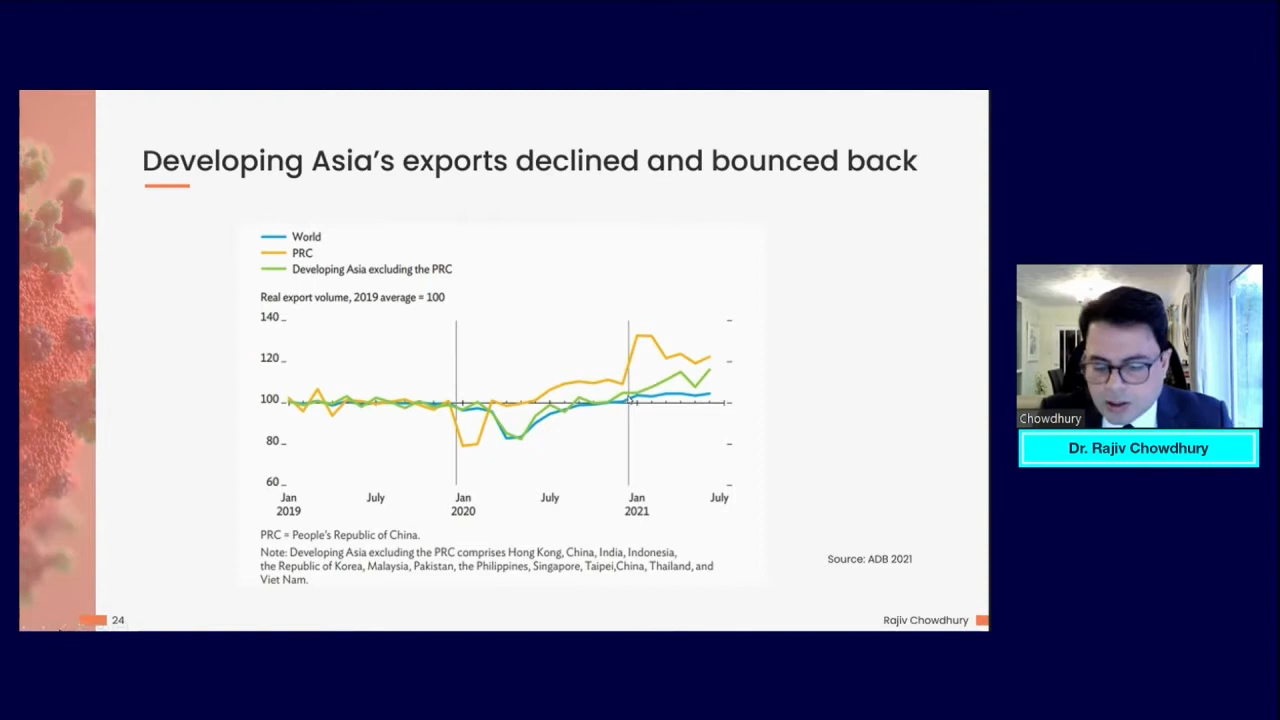 Developing Asia's exports declined and bounced back
World
PRC
Developing Asia excluding the PRC
Real export volume, 2019 average = 100
140
120
100
80
60
Jan July Jan July Jan July
2019 2020 2021
PRC = People's Republic of China.
Note: Developing Asia excluding the PRC comprises Hong Kong, China, India, Indonesia,
the Republic of Korea, Malaysia, Pakistan, the Philippines, Singapore, Taipei,China, Thailand, and
Viet Nam.
Source: ADB 2021
24
Rajiv Chowdhury
Chowdhury
Dr. Rajiv Chowdhury